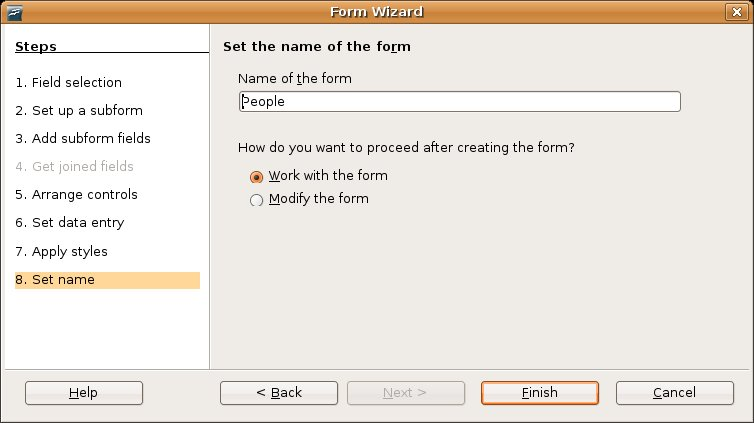 Form Wizard
Steps
1. Field selection
2. Set up a subform
3. Add subform fields
4. Get joined fields
5. Arrange controls
6. Set data entry
7. Apply styles
8. Set name
Set the name of the form
Name of the form
People
How do you want to proceed after creating the form?
Work with the form
Modify the form
Help
< Back
Next >
Finish
Cancel